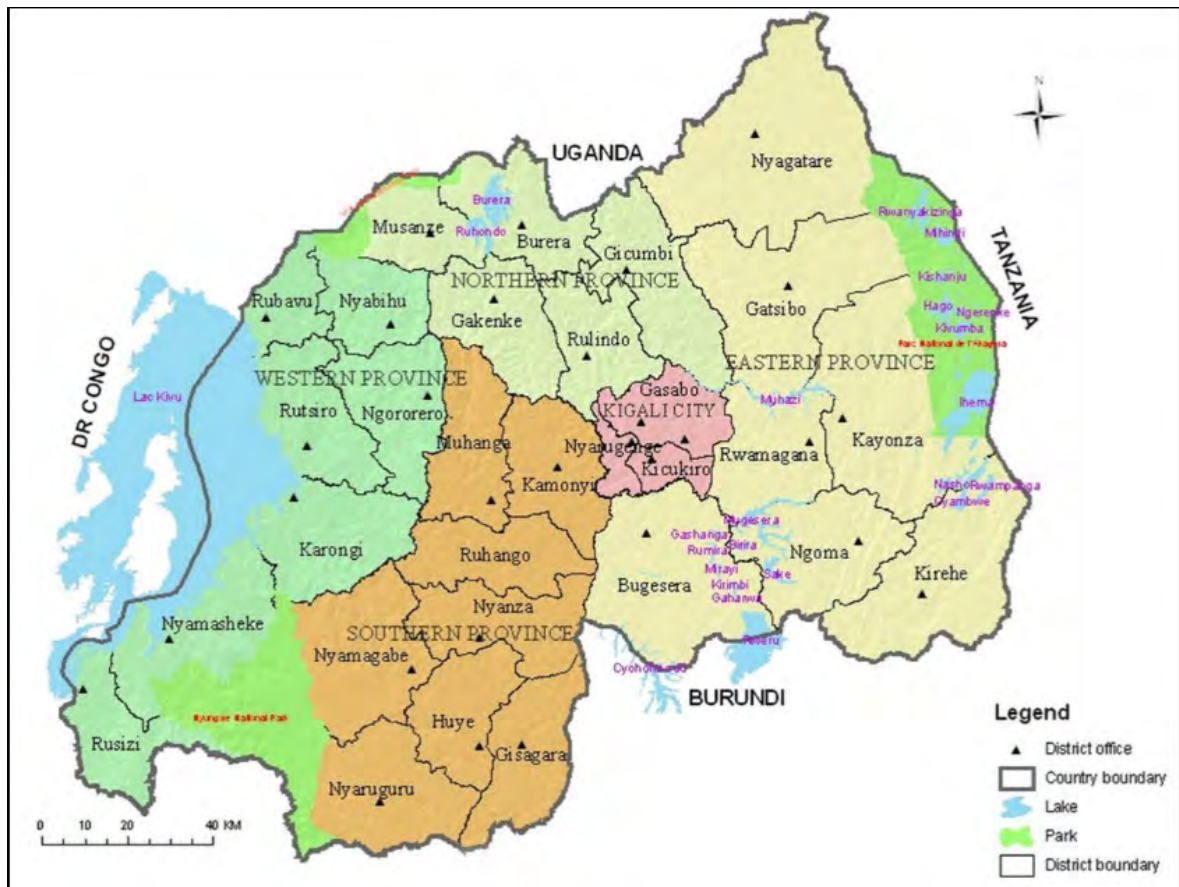 N
UGANDA
Nyagatare
Burera
Musanze
Ruhondo
Burera
Rwanyakizinga
Mihindi
TANZANIA
Gicumbi
NORTHERN PROVINCE
Kishanju
Rubavu
Nyabihu
Gakenke
Gatsibo
Hago
Kivumba
Rulindo
EASTERN PROVINCE
DR CONGO
Lac Kivu
WESTERN PROVINCE
Gasabo
Muhazi
Ihema
Rutsiro
Ngororero
KIGALI CITY
Muhanga
Nyarugenge
Kayonza
Rwamagana
Kicukiro
Kamonyi
Nasho
Rwampanga
Cyambwe
Mugesera
Karongi
Ruhango
Gashanga
Birira
Rumira
Ngoma
Mirayi
Sake
Kirehe
Bugesera
Kirimbi
Gaharwa
Nyanza
Nyamasheke
SOUTHERN PROVINCE
Nyamagabe
BURUNDI
Nyungwe National Park
Huye
Rusizi
Gisagara
Nyaruguru
0 10 20 40 KM
Legend
District office
Country boundary
Lake
Park
District boundary